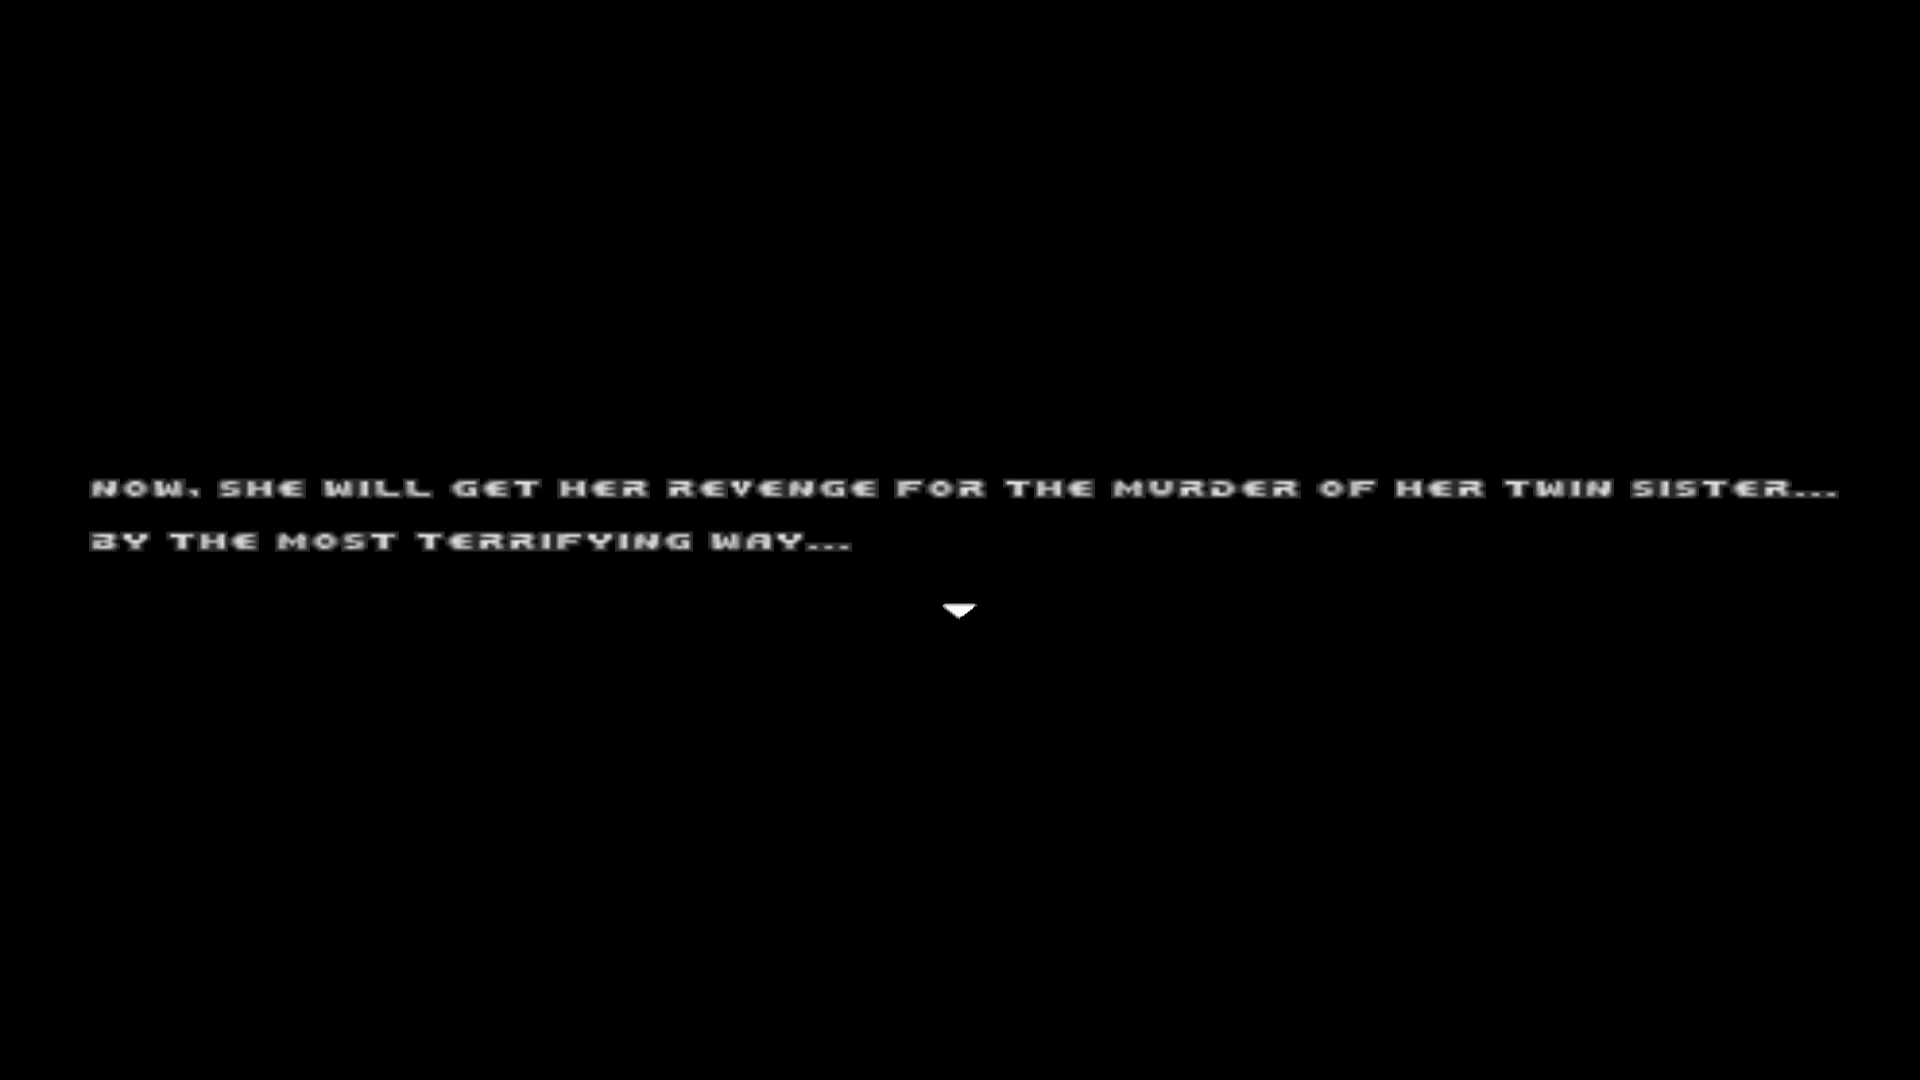 NOW, SHE WILL GET HER REVENGE FOR THE MURDER OF HER TWIN SISTER...
BY THE MOST TERRIFYING WAY...